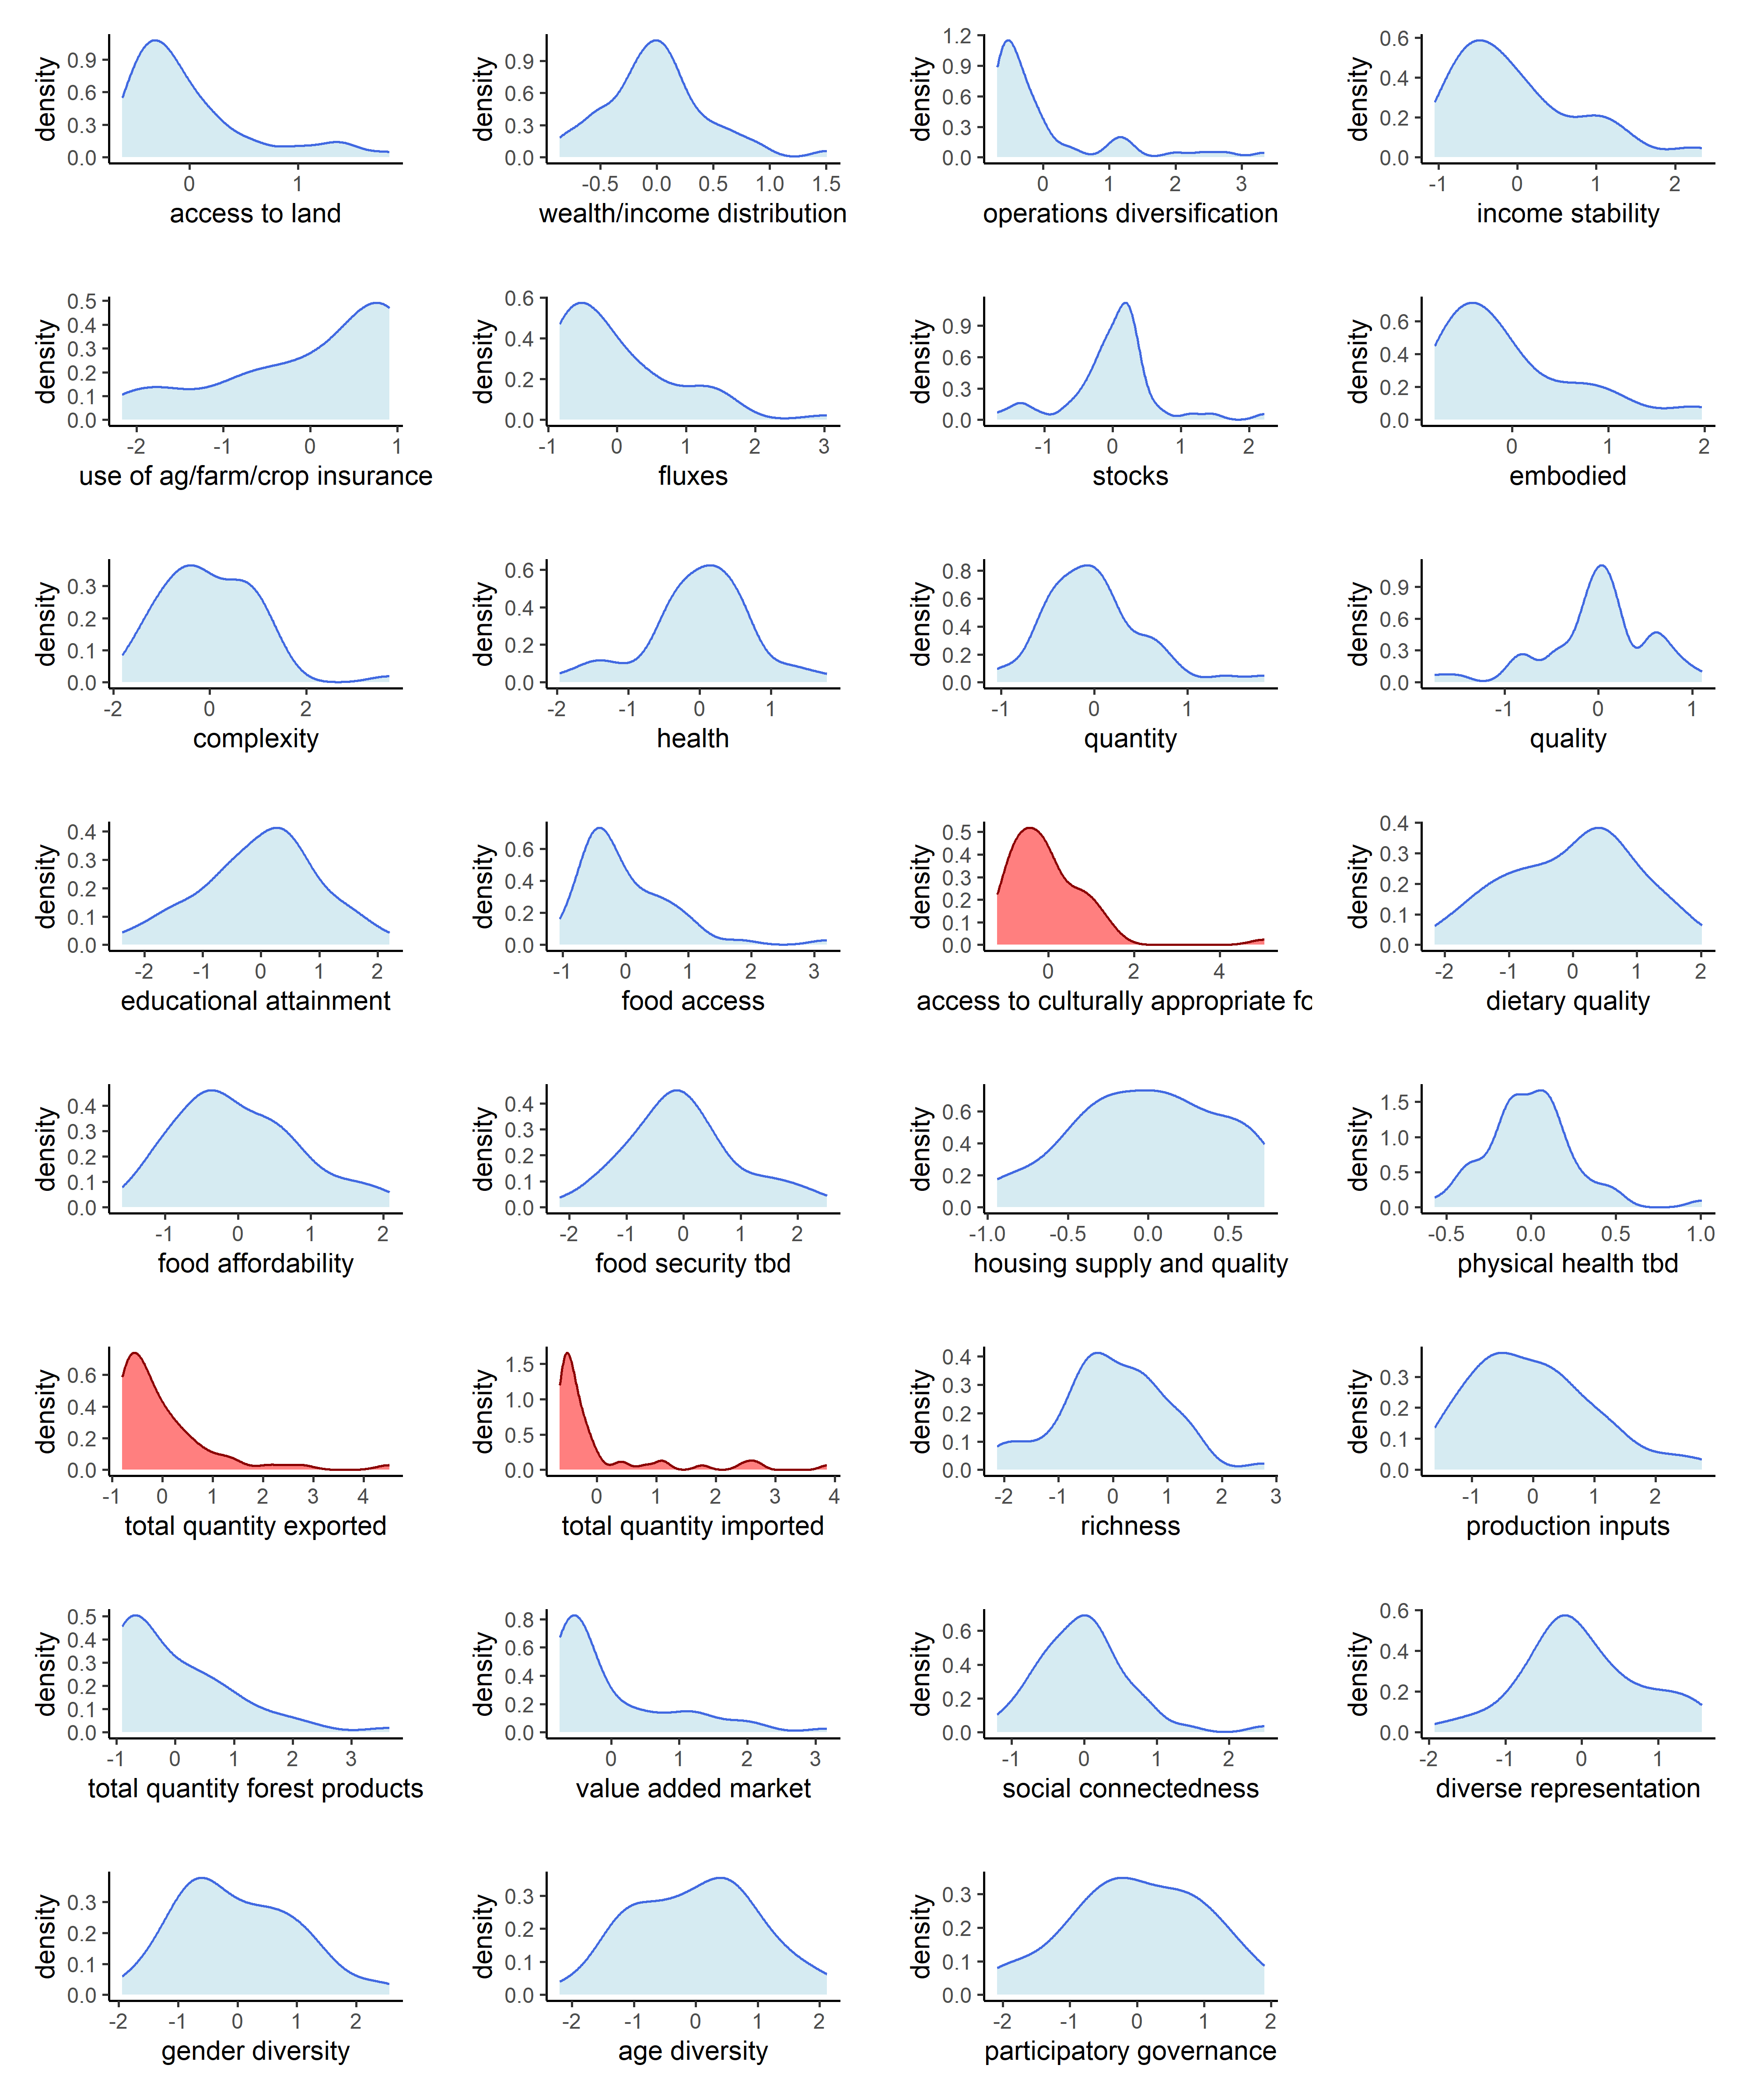 density
0.9
0.6
0.3
0.0
0 1
access to land
density
0.9
0.6
0.3
0.0
-0.5 0.0 0.5 1.0 1.5
wealth/income distribution
density
1.2
0.9
0.6
0.3
0.0
0 1 2 3
operations diversification
density
0.6
0.4
0.2
0.0
-1 0 1 2
income stability
density
0.5
0.4
0.3
0.2
0.1
0.0
-2 -1 0 1
use of ag/farm/crop insurance
density
0.6
0.4
0.2
0.0
-1 0 1 2 3
fluxes
density
0.9
0.6
0.3
0.0
-1 0 1 2
stocks
density
0.6
0.4
0.2
0.0
0 1 2
embodied
density
0.3
0.2
0.1
0.0
-2 0 2
complexity
density
0.6
0.4
0.2
0.0
-2 -1 0 1
health
density
0.8
0.6
0.4
0.2
0.0
-1 0 1
quantity
density
0.9
0.6
0.3
0.0
-1 0 1
quality
density
0.4
0.3
0.2
0.1
0.0
-2 -1 0 1 2
educational attainment
density
0.6
0.4
0.2
0.0
-1 0 1 2 3
food access
density
0.5
0.4
0.3
0.2
0.1
0.0
0 2 4
access to culturally appropriate fo
density
0.4
0.3
0.2
0.1
0.0
-2 -1 0 1 2
dietary quality
density
0.4
0.3
0.2
0.1
0.0
-1 0 1 2
food affordability
density
0.4
0.3
0.2
0.1
0.0
-2 -1 0 1 2
food security tbd
density
0.6
0.4
0.2
0.0
-1.0 -0.5 0.0 0.5
housing supply and quality
density
1.5
1.0
0.5
0.0
-0.5 0.0 0.5 1.0
physical health tbd
density
0.6
0.4
0.2
0.0
-1 0 1 2 3 4
total quantity exported
density
1.5
1.0
0.5
0.0
0 1 2 3 4
total quantity imported
density
0.4
0.3
0.2
0.1
0.0
-2 -1 0 1 2 3
richness
density
0.3
0.2
0.1
0.0
-1 0 1 2
production inputs
density
0.5
0.4
0.3
0.2
0.1
0.0
-1 0 1 2 3
total quantity forest products
density
0.8
0.6
0.4
0.2
0.0
0 1 2 3
value added market
density
0.6
0.4
0.2
0.0
-1 0 1 2
social connectedness
density
0.6
0.4
0.2
0.0
-2 -1 0 1
diverse representation
density
0.3
0.2
0.1
0.0
-2 -1 0 1 2
gender diversity
density
0.3
0.2
0.1
0.0
-2 -1 0 1 2
age diversity
density
0.3
0.2
0.1
0.0
-2 -1 0 1 2
participatory governance